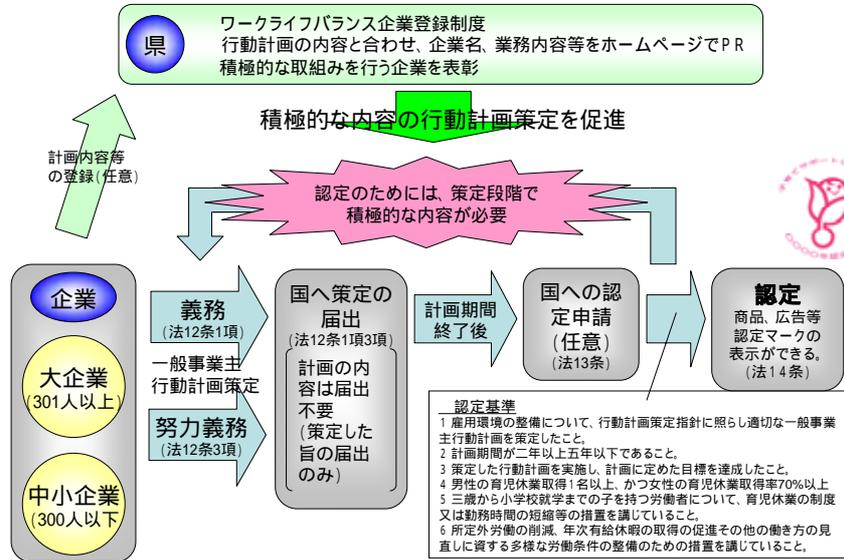 県
ワークライフバランス企業登録制度
行動計画の内容と合わせ、企業名、業務内容等をホームページでPR
積極的な取組みを行う企業を表彰
積極的な内容の行動計画策定を促進
計画内容等
の登録(任意)
認定のためには、策定段階で
積極的な内容が必要
企業
大企業
(301人以上)
中小企業
(300人以下
義務
(法12条1項)
一般事業主
行動計画策定
努力義務
(法12条3項)
国へ策定の
届出
(法12条1項3項)
計画の内
容は届出
不要
(策定した
旨の届出
のみ)
計画期間
終了後
国への認
定申請
(任意)
(法13条)
認定
商品、広告等
認定マークの
表示ができる。
(法14条)
認定基準
1 雇用環境の整備について、行動計画策定指針に照らし適切な一般事業
主行動計画を策定したこと。
2 計画期間が二年以上五年以下であること。
3 策定した行動計画を実施し、計画に定めた目標を達成したこと。
4 男性の育児休業取得1名以上、かつ女性の育児休業取得率70%以上
5 三歳から小学校就学までの子を持つ労働者について、育児休業の制度
又は勤務時間の短縮等の措置を講じていること。
6 所定外労働の削減、年次有給休暇の取得の促進その他の働き方の見
直しに資する多様な労働条件の整備のための措置を講じていること。